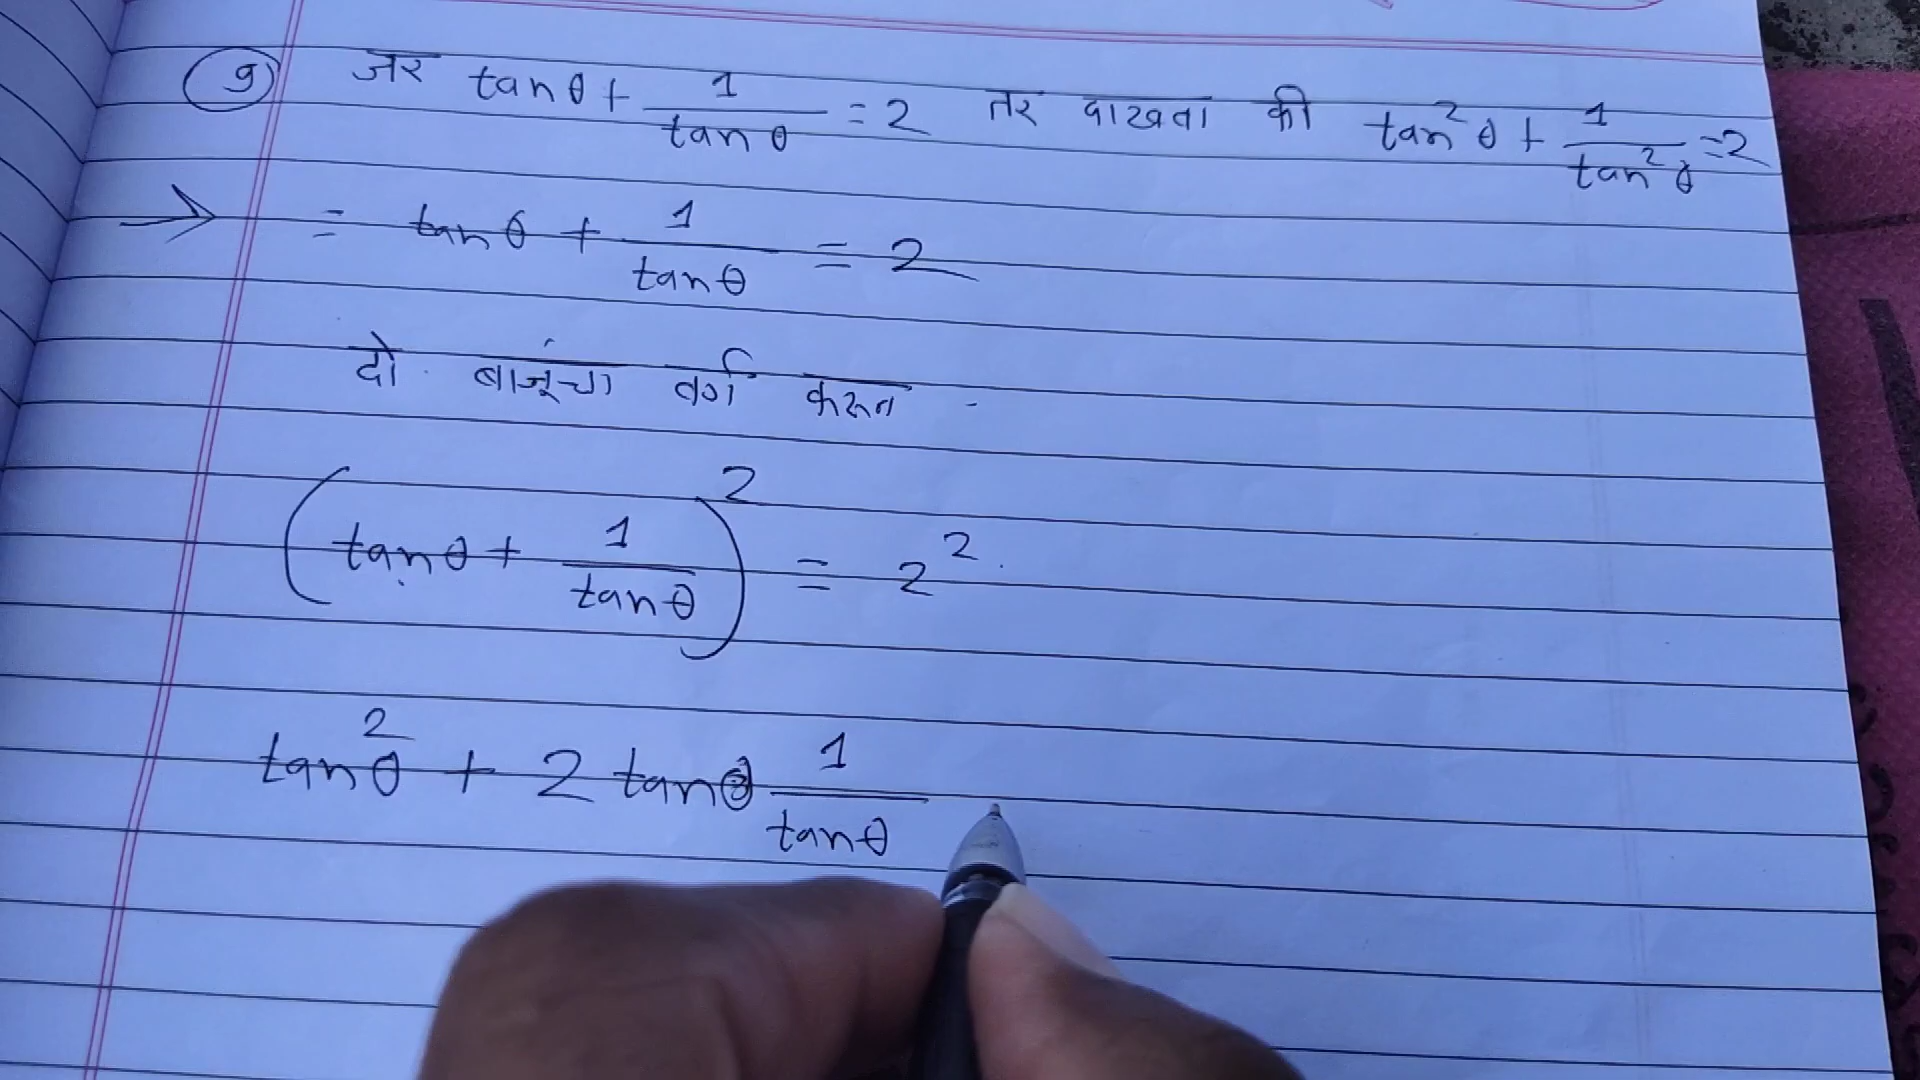 9) जर tanθ + 1/tanθ = 2 तर दाखवा की tan²θ + 1/tan²θ = 2
→ = tanθ + 1/tanθ = 2
दो बाजूंचा वर्ग करून
(tanθ + 1/tanθ)² = 2²
tan²θ + 2 tanθ 1/tanθ